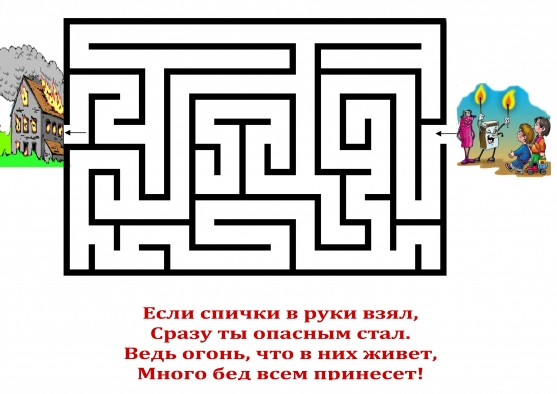 Если спички в руки взял,
Сразу ты опасным стал.
Ведь огонь, что в них живет,
Много бед всем принесет!